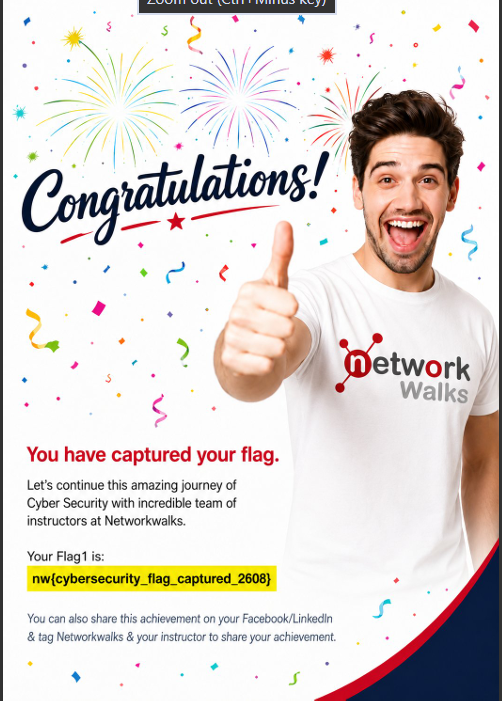 Zoom out (Ctrl+Minus key)
Congratulations!
network
Walks
You have captured your flag.
Let's continue this amazing journey of
Cyber Security with incredible team of
instructors at Networkwalks.
Your Flag1 is:
nw{cybersecurity_flag_captured_2608}
You can also share this achievement on your Facebook/LinkedIn
& tag Networkwalks & your instructor to share your achievement.